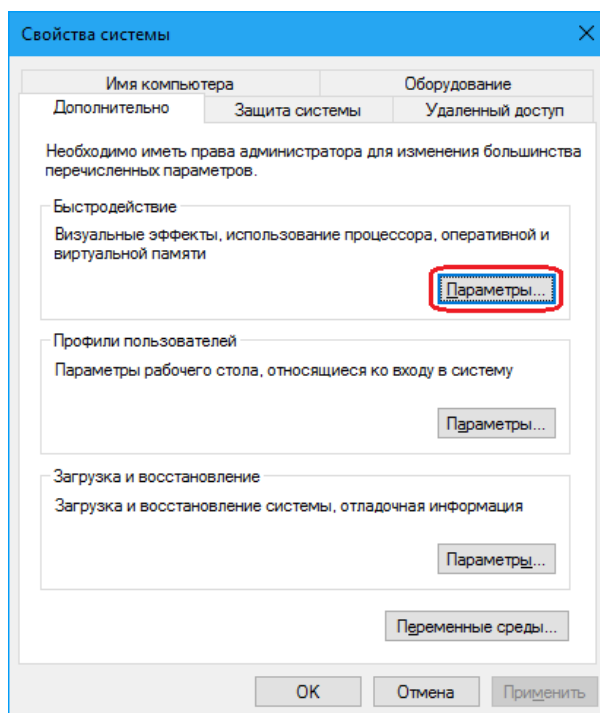 Свойства системы
Имя компьютера
Оборудование
Дополнительно
Защита системы
Удаленный доступ
Необходимо иметь права администратора для изменения большинства
перечисленных параметров.
Быстродействие
Визуальные эффекты, использование процессора, оперативной и
виртуальной памяти
Параметры...
Профили пользователей
Параметры рабочего стола, относящиеся ко входу в систему
Параметры...
Загрузка и восстановление
Загрузка и восстановление системы, отладочная информация
Параметры...
Переменные среды...
OK
Отмена
Применить